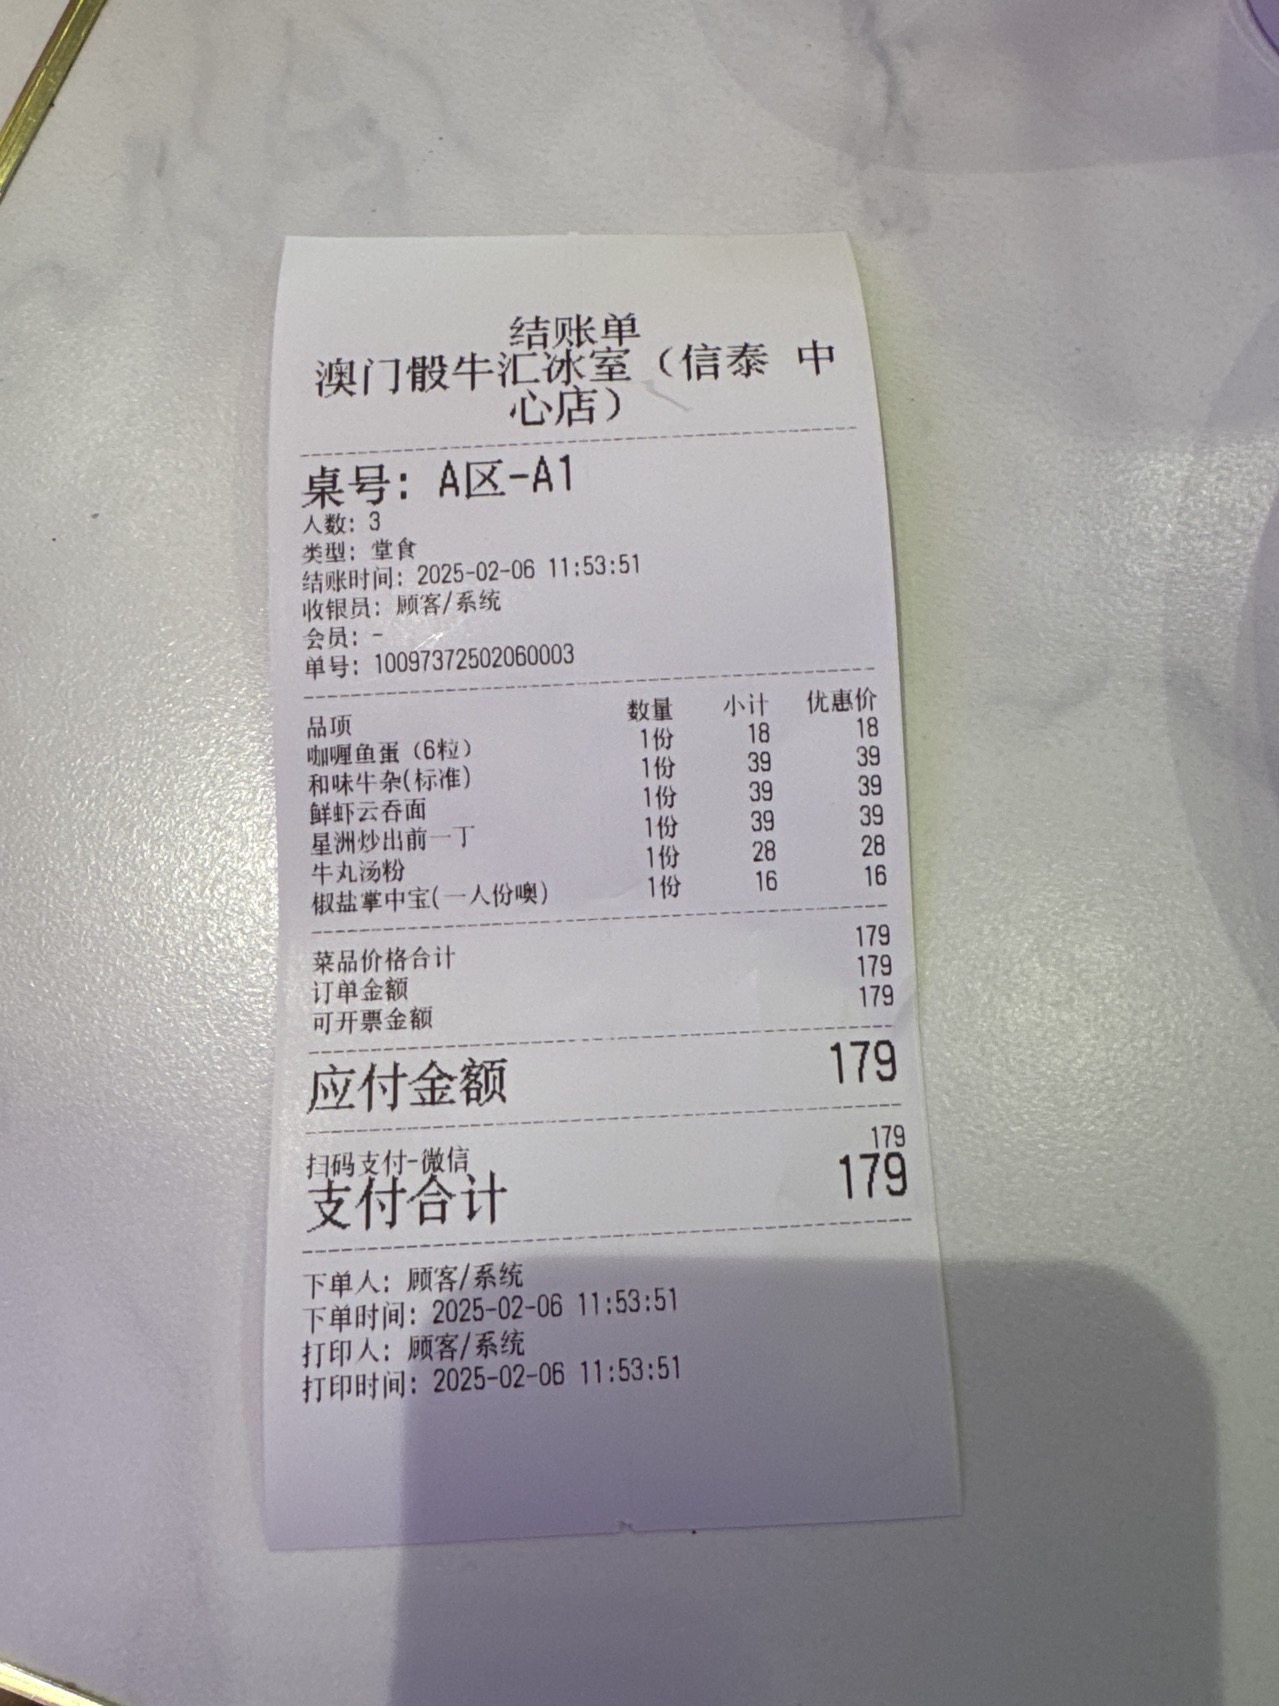 结账单
澳门骰牛汇冰室（信泰 中
心店）
桌号: A区-A1
人数: 3
类型: 堂食
结账时间: 2025-02-06 11:53:51
收银员: 顾客/系统
会员: -
单号: 10097372502060003
品项 数量 小计 优惠价
咖喱鱼蛋（6粒） 1份 18 18
和味牛杂(标准) 1份 39 39
鲜虾云吞面 1份 39 39
星洲炒出前一丁 1份 39 39
牛丸汤粉 1份 28 28
椒盐掌中宝(一人份噢) 1份 16 16
菜品价格合计 179
订单金额 179
可开票金额 179
应付金额 179
扫码支付-微信 179
支付合计 179
下单人: 顾客/系统
下单时间: 2025-02-06 11:53:51
打印人: 顾客/系统
打印时间: 2025-02-06 11:53:51